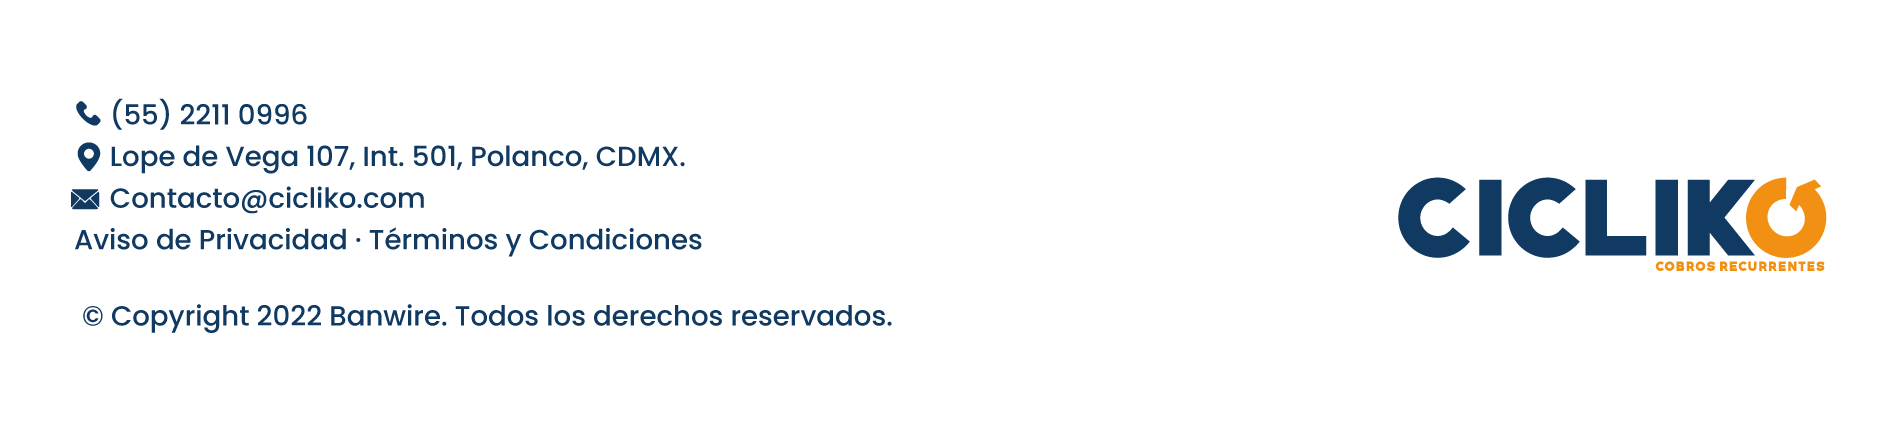 (55) 2211 0996
Lope de Vega 107, Int. 501, Polanco, CDMX.
Contacto@cicliko.com
Aviso de Privacidad · Términos y Condiciones
© Copyright 2022 Banwire. Todos los derechos reservados.
CICLIKO
COBROS RECURRENTES